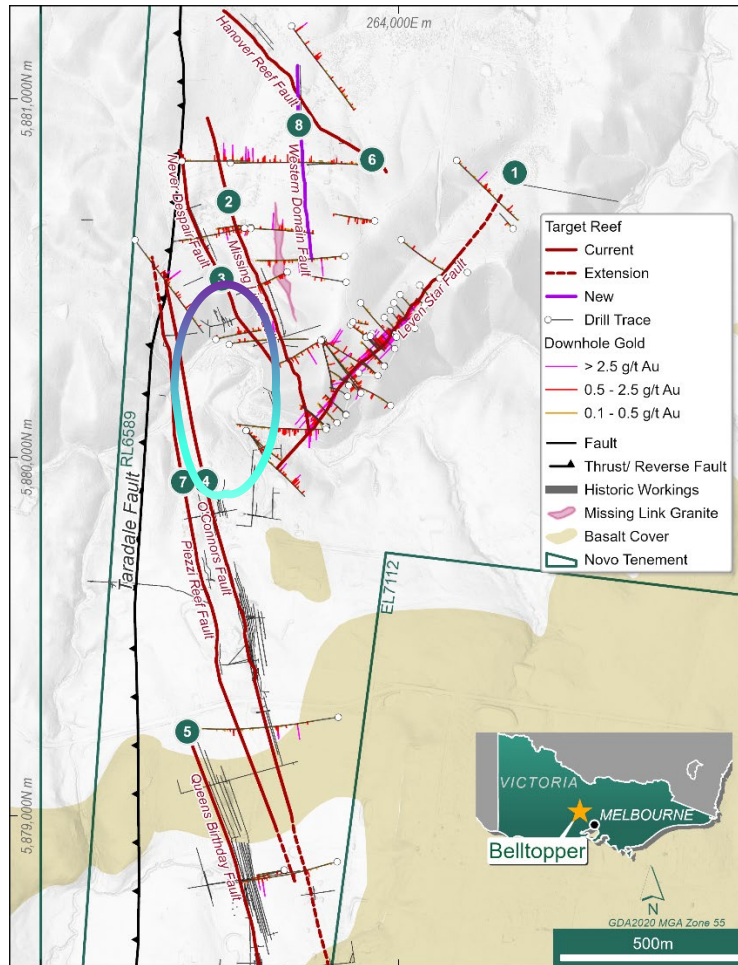 264,000E m
5,881,000N m
5,880,000N m
5,879,000N m
Hanover Reef Fault
8
6
1
Never Despair Fault
2
Western Domain Fault
3
Leven Star Fault
RL6589
Taradale Fault
7
4
O'Connors Fault
Piezzi Reef Fault
EL7112
5
Queens Birthday Fault...
Target Reef
Current
Extension
New
Drill Trace
Downhole Gold
> 2.5 g/t Au
0.5 - 2.5 g/t Au
0.1 - 0.5 g/t Au
Fault
Thrust/ Reverse Fault
Historic Workings
Missing Link Granite
Basalt Cover
Novo Tenement
VICTORIA
MELBOURNE
Belltopper
N
GDA2020 MGA Zone 55
500m